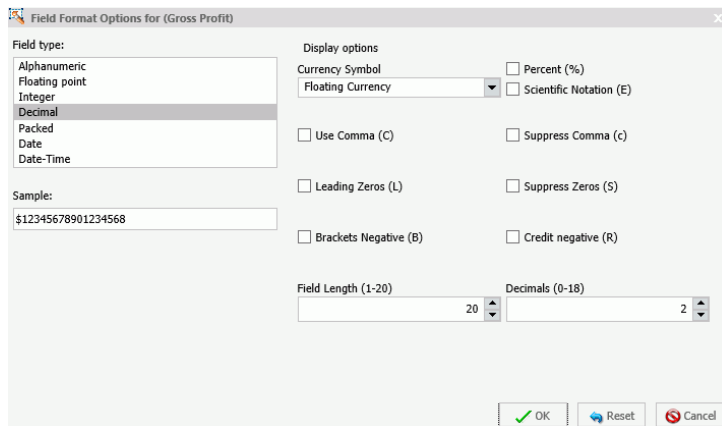 Field Format Options for (Gross Profit)
Field type:
Alphanumeric
Floating point
Integer
Decimal
Packed
Date
Date-Time
Sample:
$12345678901234568
Display options
Currency Symbol
Floating Currency
Percent (%)
Scientific Notation (E)
Use Comma (C)
Suppress Comma (c)
Leading Zeros (L)
Suppress Zeros (S)
Brackets Negative (B)
Credit negative (R)
Field Length (1-20)
Decimals (0-18)
20
2
OK
Reset
Cancel